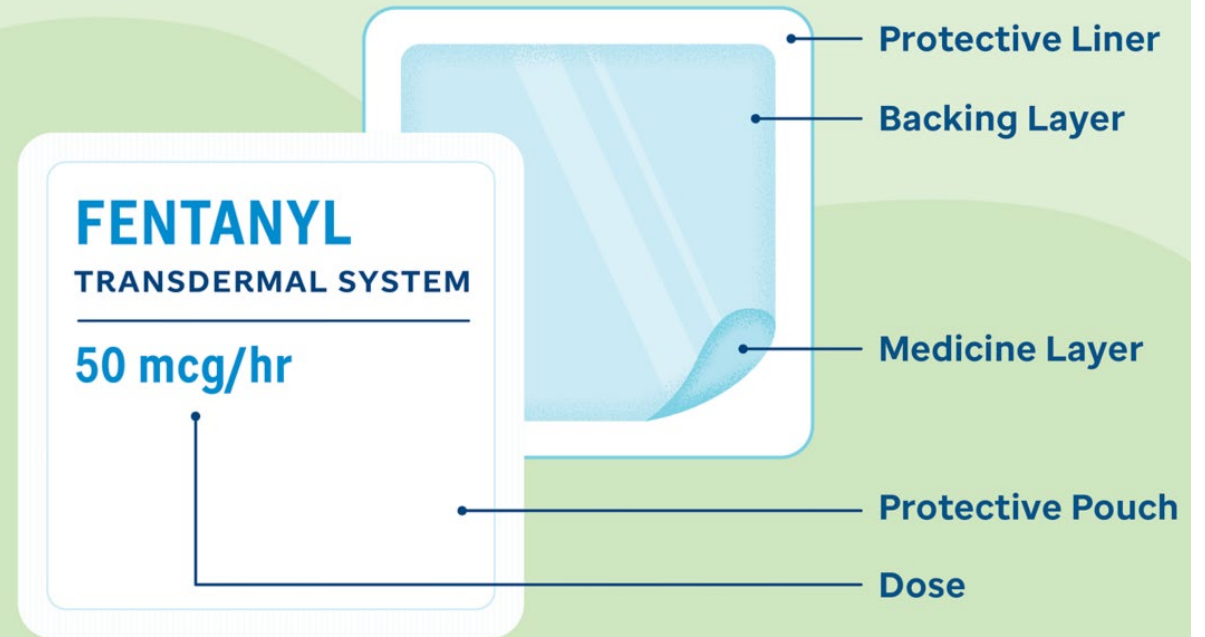 FENTANYL
TRANSDERMAL SYSTEM
50 mcg/hr
Protective Liner
Backing Layer
Medicine Layer
Protective Pouch
Dose